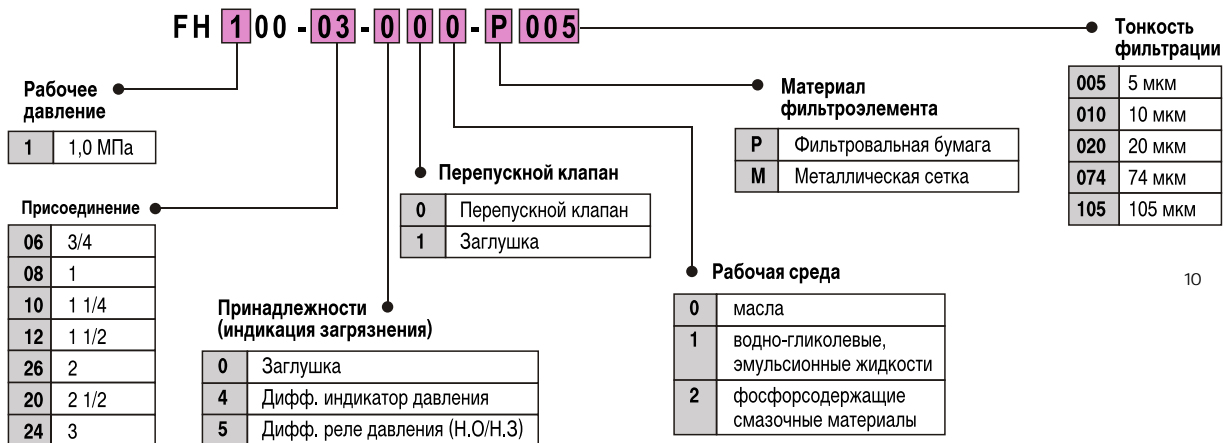 FH 100 - 03 - 0 0 0 - P 005
Тонкость
фильтрации
005 5 мкм
010 10 мкм
020 20 мкм
074 74 мкм
105 105 мкм
Рабочее
давление
1 1,0 МПа
Материал
фильтроэлемента
P Фильтровальная бумага
M Металлическая сетка
Перепускной клапан
0 Перепускной клапан
1 Заглушка
Присоединение
06 3/4
08 1
10 1 1/4
12 1 1/2
26 2
20 2 1/2
24 3
Принадлежности
(индикация загрязнения)
0 Заглушка
4 Дифф. индикатор давления
5 Дифф. реле давления (Н.О/Н.З)
Рабочая среда
0 масла
1 водно-гликолевые,
эмульсионные жидкости
2 фосфорсодержащие
смазочные материалы
10